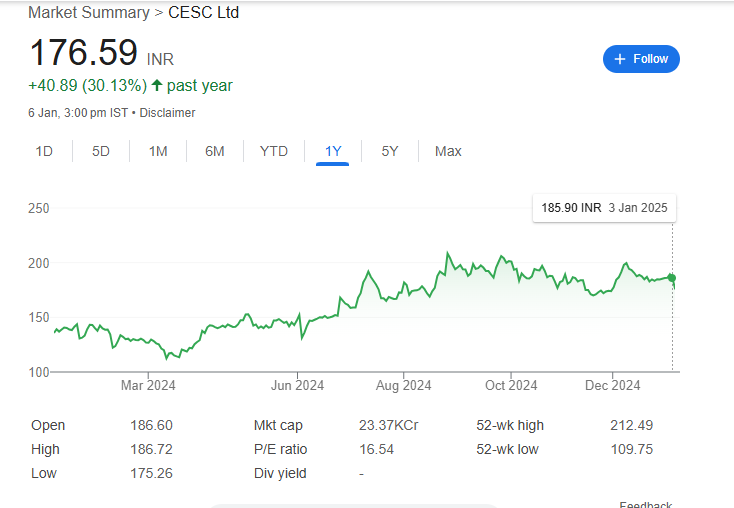 Market Summary > CESC Ltd
176.59 INR
+ Follow
+40.89 (30.13%) ↑ past year
6 Jan, 3:00 pm IST • Disclaimer
1D 5D 1M 6M YTD 1Y 5Y Max
185.90 INR 3 Jan 2025
250
200
150
100
Mar 2024 Jun 2024 Aug 2024 Oct 2024 Dec 2024
Open 186.60 Mkt cap 23.37KCr 52-wk high 212.49
High 186.72 P/E ratio 16.54 52-wk low 109.75
Low 175.26 Div yield -
Feedback